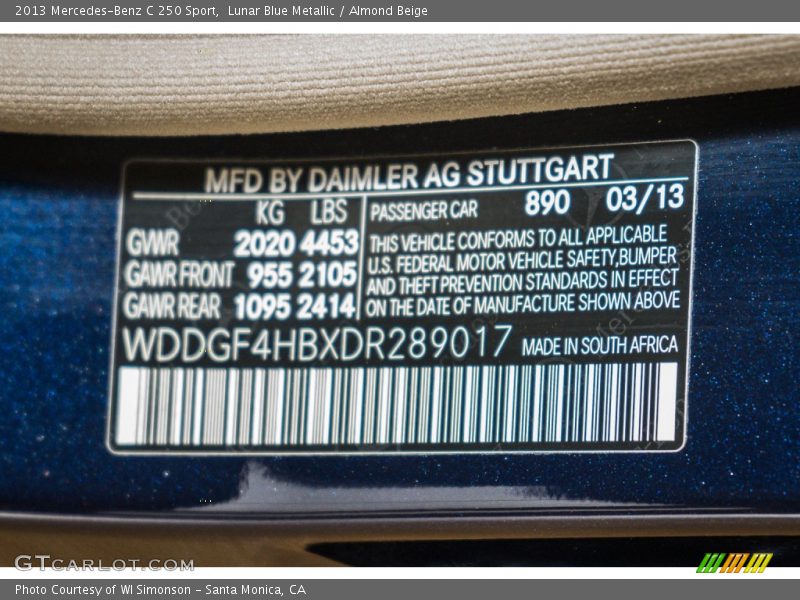 2013 Mercedes-Benz C 250 Sport, Lunar Blue Metallic / Almond Beige
MFD BY DAIMLER AG STUTTGART
KG LBS
GWR 2020 4453
GAWR FRONT 955 2105
GAWR REAR 1095 2414
PASSENGER CAR 890 03/13
THIS VEHICLE CONFORMS TO ALL APPLICABLE
U.S. FEDERAL MOTOR VEHICLE SAFETY,BUMPER
AND THEFT PREVENTION STANDARDS IN EFFECT
ON THE DATE OF MANUFACTURE SHOWN ABOVE
WDDGF4HBXDR289017 MADE IN SOUTH AFRICA
GTCARLOT.COM
Photo Courtesy of WI Simonson - Santa Monica, CA